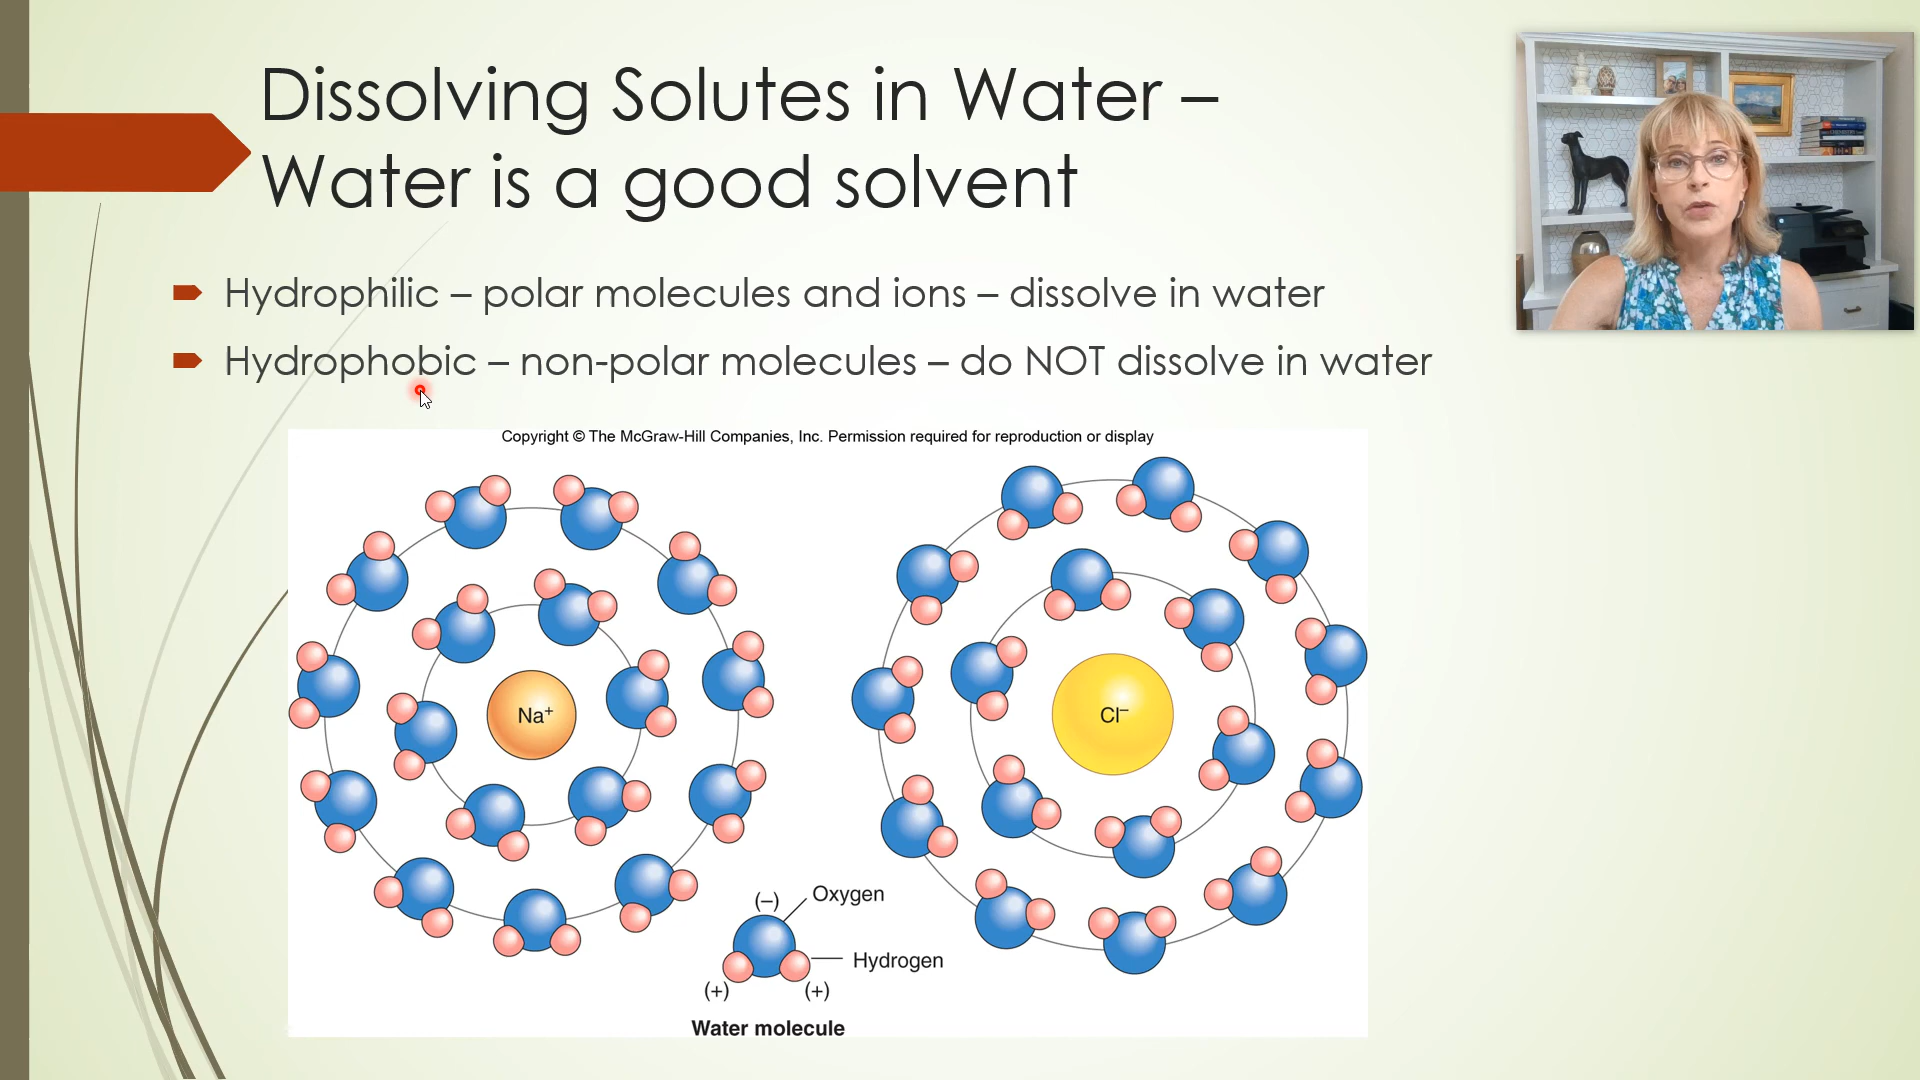 Dissolving Solutes in Water –
Water is a good solvent
Hydrophilic – polar molecules and ions – dissolve in water
Hydrophobic – non-polar molecules – do NOT dissolve in water
Copyright © The McGraw-Hill Companies, Inc. Permission required for reproduction or display
Na⁺
Cl⁻
(–)
Oxygen
Hydrogen
(+)
(+)
Water molecule